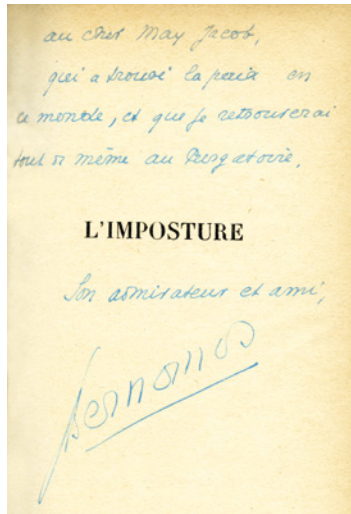 au cher Max Jacob,
qui a trouvé la paix en
ce monde, et que je retrouverai
tout de même au Purgatoire.
L'IMPOSTURE
Son admirateur et ami,
Bernanos